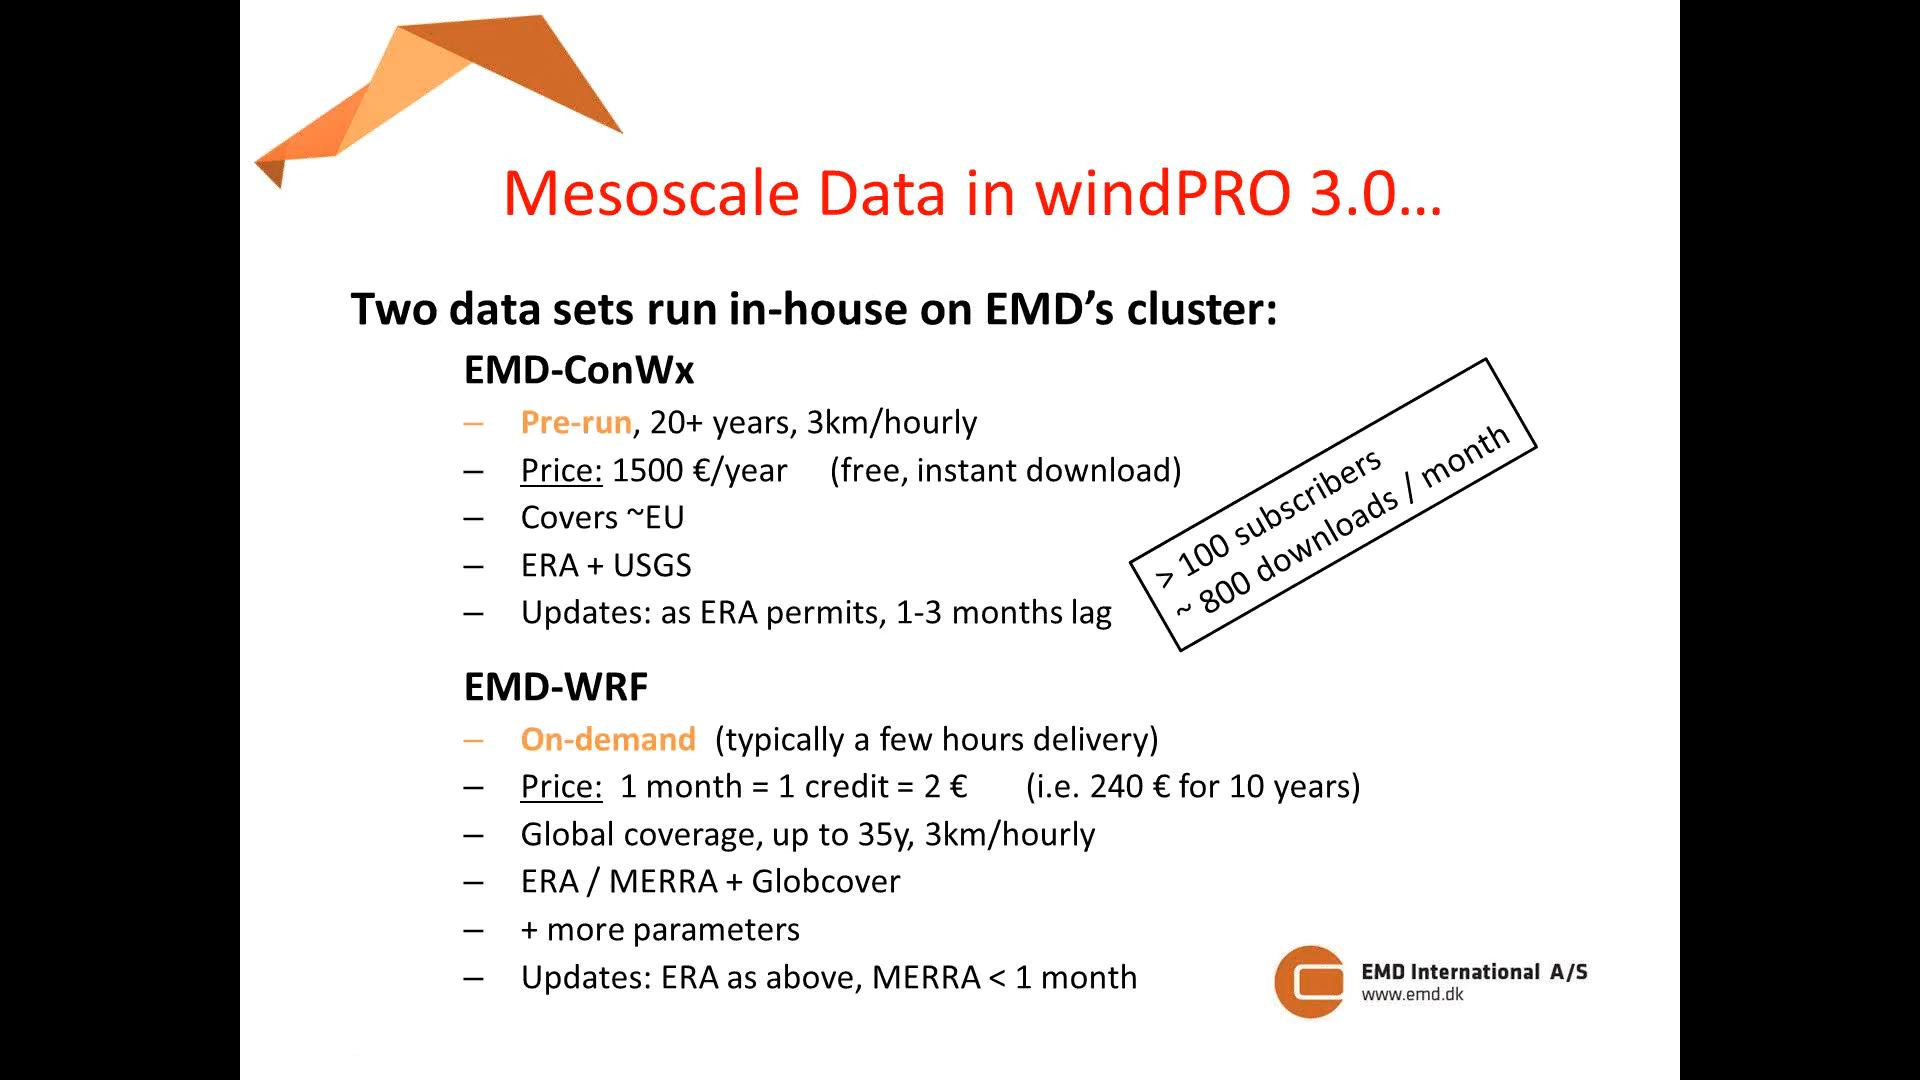 Mesoscale Data in windPRO 3.0...
Two data sets run in-house on EMD’s cluster:
EMD-ConWx
– Pre-run, 20+ years, 3km/hourly
– Price: 1500 €/year (free, instant download)
– Covers ~EU
– ERA + USGS
– Updates: as ERA permits, 1-3 months lag
> 100 subscribers
~ 800 downloads / month
EMD-WRF
– On-demand (typically a few hours delivery)
– Price: 1 month = 1 credit = 2 € (i.e. 240 € for 10 years)
– Global coverage, up to 35y, 3km/hourly
– ERA / MERRA + Globcover
– + more parameters
– Updates: ERA as above, MERRA < 1 month
EMD International A/S
www.emd.dk